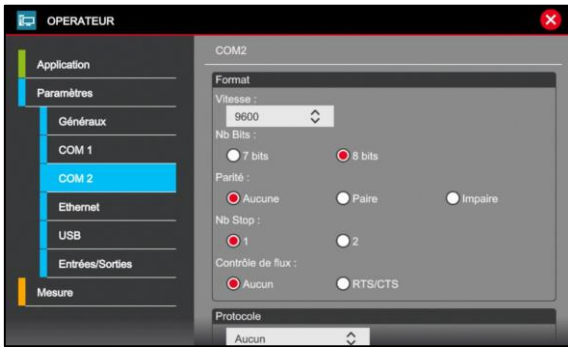 OPERATEUR
Application
Paramètres
Généraux
COM 1
COM 2
Ethernet
USB
Entrées/Sorties
Mesure
COM2
Format
Vitesse :
9600
Nb Bits :
7 bits 8 bits
Parité :
Aucune Paire Impaire
Nb Stop :
1 2
Contrôle de flux :
Aucun RTS/CTS
Protocole
Aucun